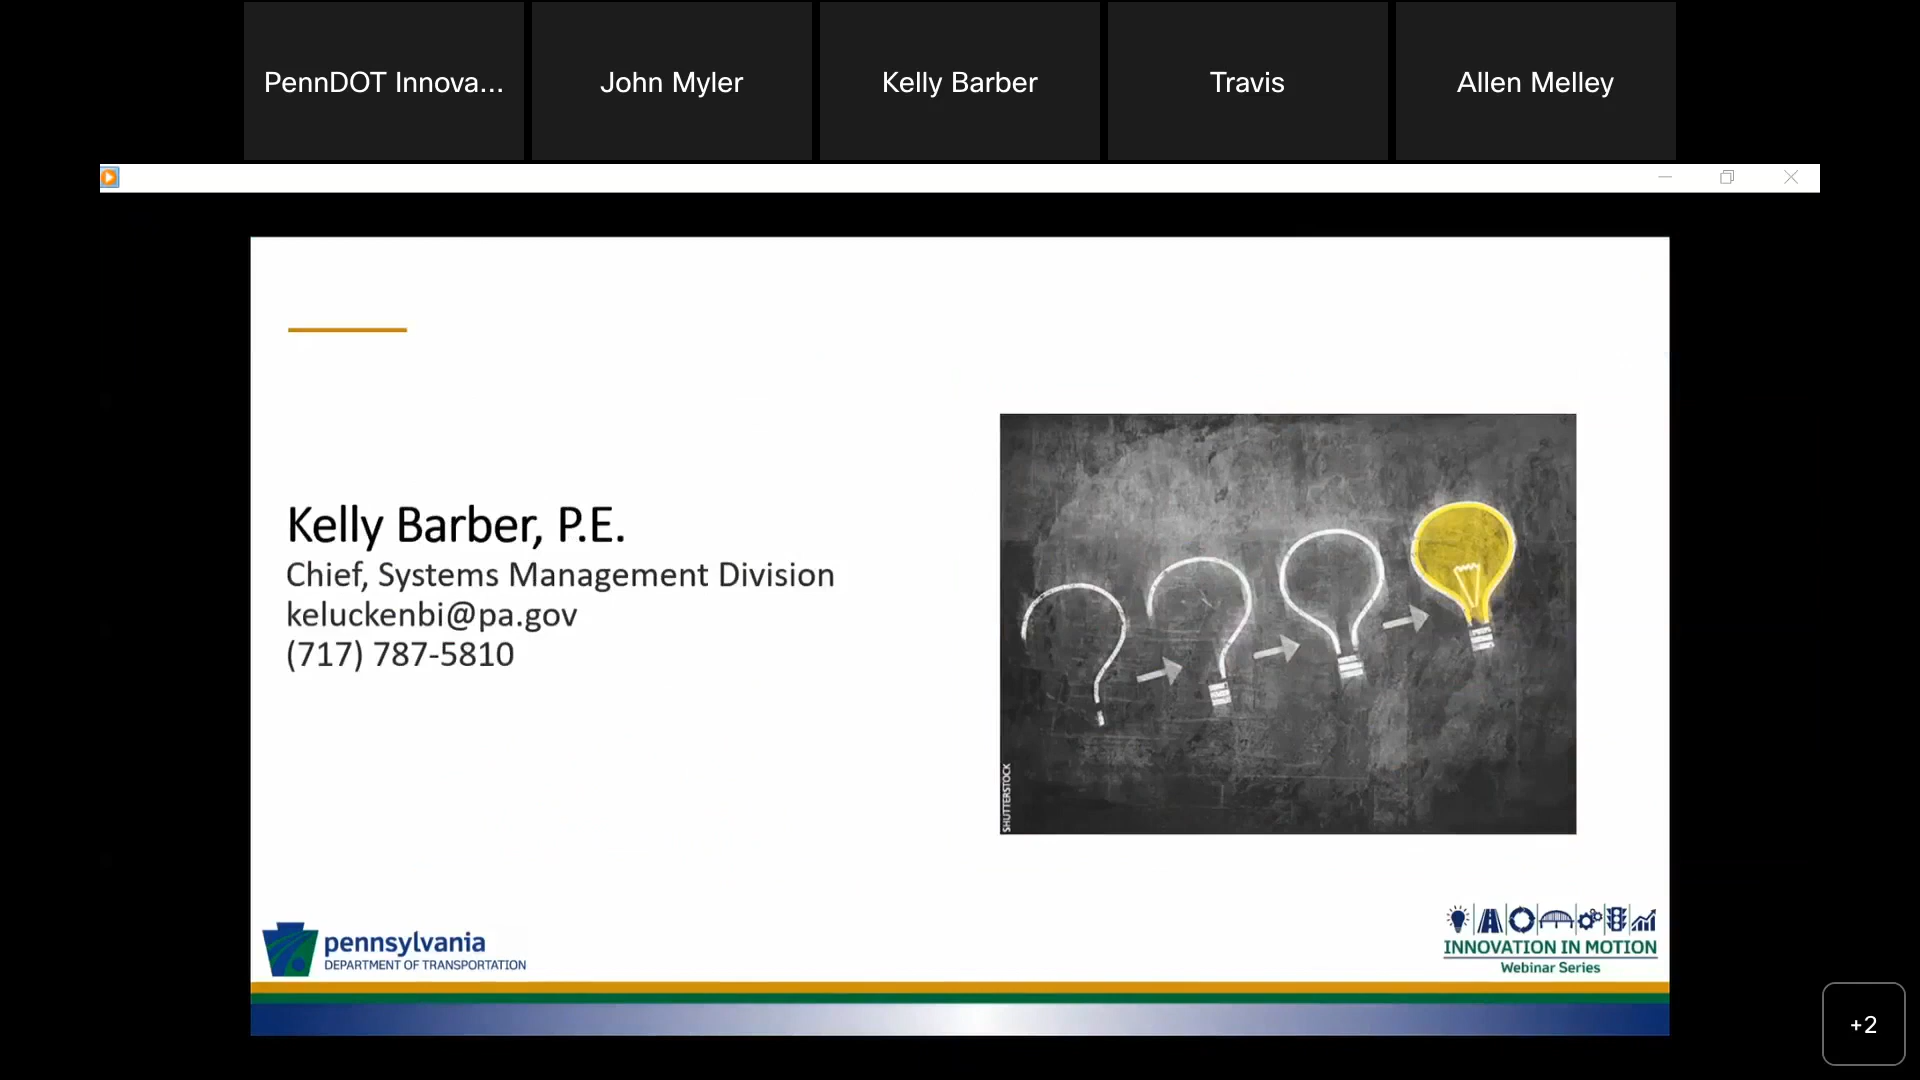 PennDOT Innova...
John Myler
Kelly Barber
Travis
Allen Melley
Kelly Barber, P.E.
Chief, Systems Management Division
keluckenbi@pa.gov
(717) 787-5810
SHUTTERSTOCK
pennsylvania
DEPARTMENT OF TRANSPORTATION
INNOVATION IN MOTION
Webinar Series
+2